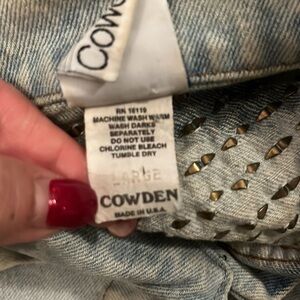 COW
RN 16119
MACHINE WASH WARM
WASH DARKS
SEPARATELY
DO NOT USE
CHLORINE BLEACH
TUMBLE DRY
LARGE
COWDEN
MADE IN U.S.A.